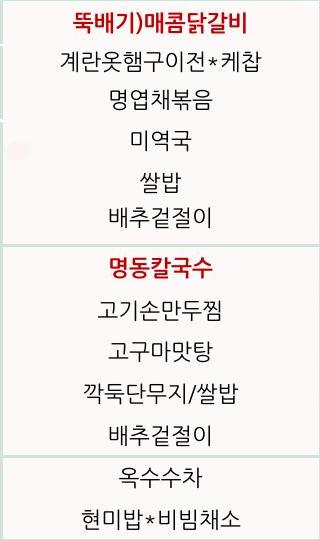 뚝배기)매콤닭갈비
계란옷햄구이전*케찹
명엽채볶음
미역국
쌀밥
배추겉절이
명동칼국수
고기손만두찜
고구마맛탕
깍둑단무지/쌀밥
배추겉절이
옥수수차
현미밥*비빔채소